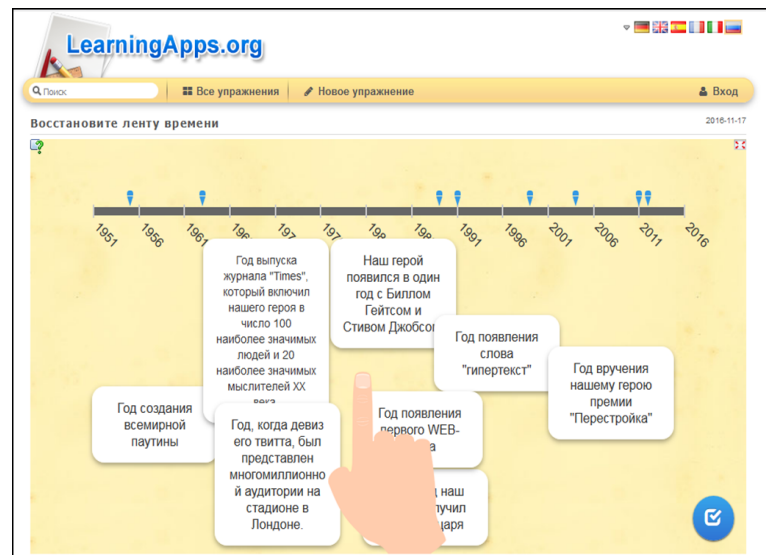 LearningApps.org
Поиск
Все упражнения
Новое упражнение
Вход
Восстановите ленту времени
2016-11-17
1951
1956
1961
1991
1996
2001
2006
2011
2016
Год выпуска
журнала "Times",
который включил
нашего героя в
число 100
наиболее значимых
людей и 20
наиболее значимых
мыслителей XX
века
Наш герой
появился в один
год с Биллом
Гейтсом и
Стивом
Год появления
слова
"гипертекст"
Год вручения
нашему герою
премии
"Перестройка"
Год создания
всемирной
паутины
Год, когда девиз
его твитта, был
представлен
многомиллионно
й аудитории на
стадионе в
Лондоне.
Год появления
первого WEB-
наш